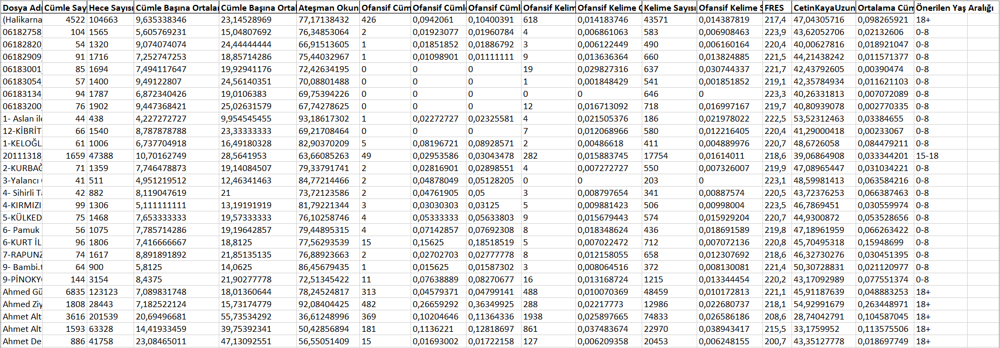 Dosya Adı Cümle Say Hece Sayısı Cümle Başına Ortalar Cümle Başına Ortal Ateşman Okun Ofansif Cüm Ofansif Cüml Ofansif Cüml Ofansif Kelim Ofansif Kelime O Kelime Sayısı Ofansif Kelime S FRES CetinKayaUzun Ortalama Cüm Önerilen Yaş Aralığı
(Halikarna 4522 104663 9,635338346 23,14528969 77,17138432 426 0,0942061 0,10400391 618 0,014183746 43571 0,014387819 217,4 47,04305716 0,098265921 18+
06182758_ 104 1565 5,605769231 15,04807692 76,34853064 2 0,01923077 0,01960784 4 0,006861063 583 0,006908463 223,9 43,62052706 0,02132606 0-8
06182820_ 54 1320 9,074074074 24,44444444 66,91513605 1 0,01851852 0,01886792 3 0,006122449 490 0,006160164 220,4 40,00627816 0,018921047 0-8
06182909_ 91 1716 7,252747253 18,85714286 75,44032967 1 0,01098901 0,01111111 9 0,013636364 660 0,013824885 221,5 44,21438242 0,011571377 0-8
06183001_ 85 1694 7,494117647 19,92941176 72,42634195 0 0 0 19 0,029827316 637 0,030744337 221,7 42,43792605 0,00390474 0-8
06183054_ 57 1400 9,49122807 24,56140351 70,08801488 0 0 0 1 0,001848429 541 0,001851852 219,1 42,35784934 0,011621103 0-8
06183134_ 94 1787 6,872340426 19,0106383 69,75394226 0 0 0 0 0 646 0 223,3 40,26331813 0,007072089 0-8
06183200_ 76 1902 9,447368421 25,02631579 67,74278625 0 0 0 12 0,016713092 718 0,016997167 219,7 40,80939078 0,002770335 0-8
1- Aslan ile 44 438 4,227272727 9,954545455 93,18617302 1 0,02272727 0,02325581 4 0,021505376 186 0,021978022 222,5 53,52312463 0,03384655 0-8
12-KİBRİT 66 1540 8,787878788 23,33333333 69,21708464 0 0 0 7 0,012068966 580 0,012216405 220,4 41,29000418 0,00233067 0-8
1-KELOĞL 61 1006 6,737704918 16,49180328 82,90370209 5 0,08196721 0,08928571 2 0,00486618 411 0,004889976 220,7 48,6726058 0,084479211 0-8
20111318_ 1659 47388 10,70162749 28,5641953 63,66085263 49 0,02953586 0,03043478 282 0,015883745 17754 0,01614011 218,6 39,06864908 0,033344201 15-18
2-KURBAĞ 71 1359 7,746478873 19,14084507 79,33791741 2 0,02816901 0,02898551 4 0,007272727 550 0,007326007 219,9 47,08965447 0,031034221 0-8
3-Yalancı 41 511 4,951219512 12,46341463 84,77214466 2 0,04878049 0,05128205 0 0 203 0 223,1 48,59981413 0,063584216 0-8
4- Sihirli Ta 42 882 8,119047619 21 73,72123586 2 0,04761905 0,05 3 0,008797654 341 0,00887574 220,5 43,72376253 0,066387463 0-8
4-KIRMIZI 99 1306 5,111111111 13,19191919 81,79221344 3 0,03030303 0,03125 5 0,009881423 506 0,00998004 223,5 46,7869451 0,030559974 0-8
5-KÜLKED 75 1468 7,653333333 19,57333333 76,10258746 4 0,05333333 0,05633803 9 0,015679443 574 0,015929204 220,7 44,9300872 0,053528656 0-8
6- Pamuk 56 1075 7,785714286 19,19642857 79,44895315 4 0,07142857 0,07692308 8 0,018348624 436 0,018691589 219,8 47,18961959 0,066263422 0-8
6-KURT İL 96 1806 7,416666667 18,8125 77,56293539 15 0,15625 0,18518519 5 0,007022472 712 0,007072136 220,8 45,70495318 0,15948699 0-8
7-RAPUNZ 74 1617 8,891891892 21,85135135 76,88923663 2 0,02702703 0,02777778 8 0,012158055 658 0,012307692 218,6 46,32730276 0,030451395 0-8
9- Bambi.t 64 900 5,8125 14,0625 86,45679435 1 0,015625 0,01587302 3 0,008064516 372 0,008130081 221,4 50,30728831 0,021120977 0-8
9-PİNOKYO 144 3154 8,4375 21,90277778 72,51345422 11 0,07638889 0,08270677 16 0,013168724 1215 0,013344454 220,2 43,17092989 0,077551374 0-8
Ahmed Gü 6835 123123 7,089831748 18,01360644 78,24524817 313 0,04579371 0,04799141 488 0,010070369 48459 0,010172813 221,1 45,91187639 0,048883253 18+
Ahmed Ziy 1808 28443 7,182522124 15,73174779 92,08404425 482 0,26659292 0,36349925 288 0,02217773 12986 0,022680737 218,1 54,92991679 0,263448971 18+
Ahmet Alt 3616 201539 20,69496681 55,73534292 36,61248996 369 0,10204646 0,11364336 1938 0,025897665 74833 0,026586186 208,6 28,74042791 0,104587045 18+
Ahmet Alt 1593 63328 14,41933459 39,75392341 50,42856894 181 0,1136221 0,12818697 861 0,037483674 22970 0,038943417 215,5 33,1759952 0,113575506 18+
Ahmet De 886 41758 23,08465011 47,13092551 56,55051409 15 0,01693002 0,01722158 127 0,006209358 20453 0,006248155 200,7 43,35127778 0,018697749 18+